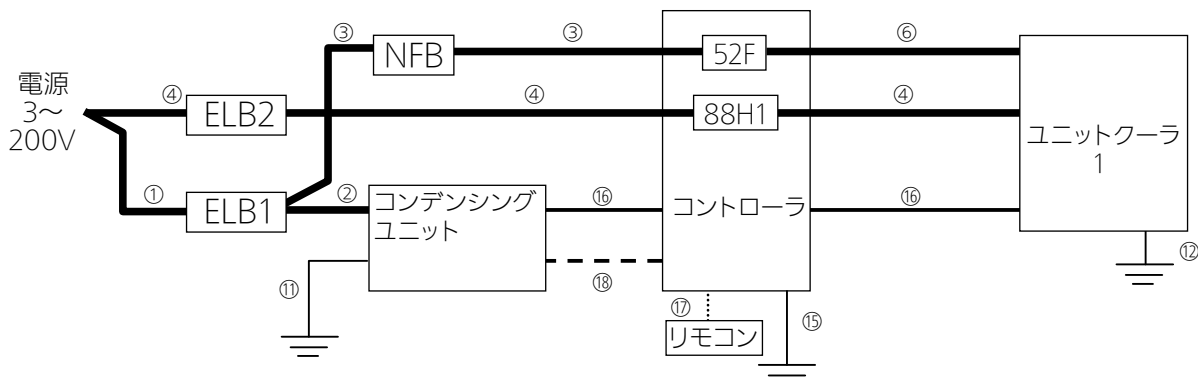 ③
③
⑥
NFB
52F
電源
3～
200V
④
④
④
ELB2
88H1
ユニットクーラ
1
①
ELB1
②
コンデンシング
ユニット
⑯
コントローラ
⑯
⑪
⑱
⑫
⑰
リモコン
⑮